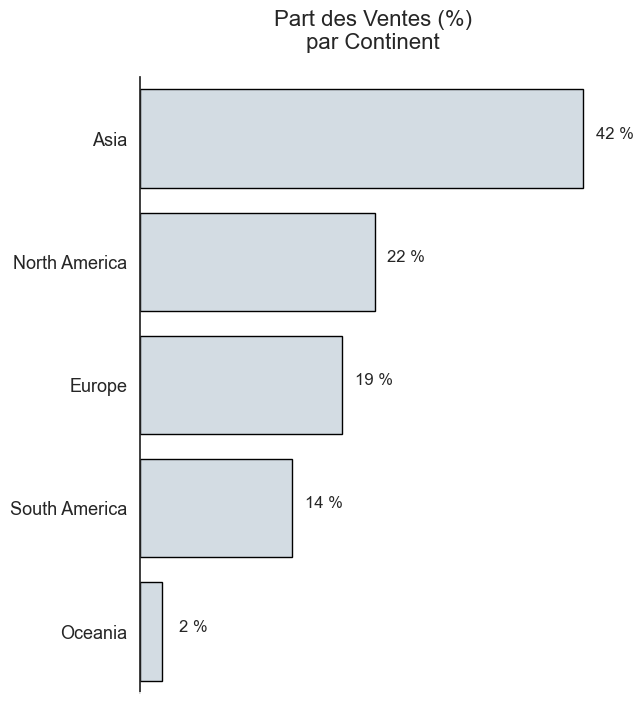 Part des Ventes (%)
par Continent
Asia
42 %
North America
22 %
Europe
19 %
South America
14 %
Oceania
2 %